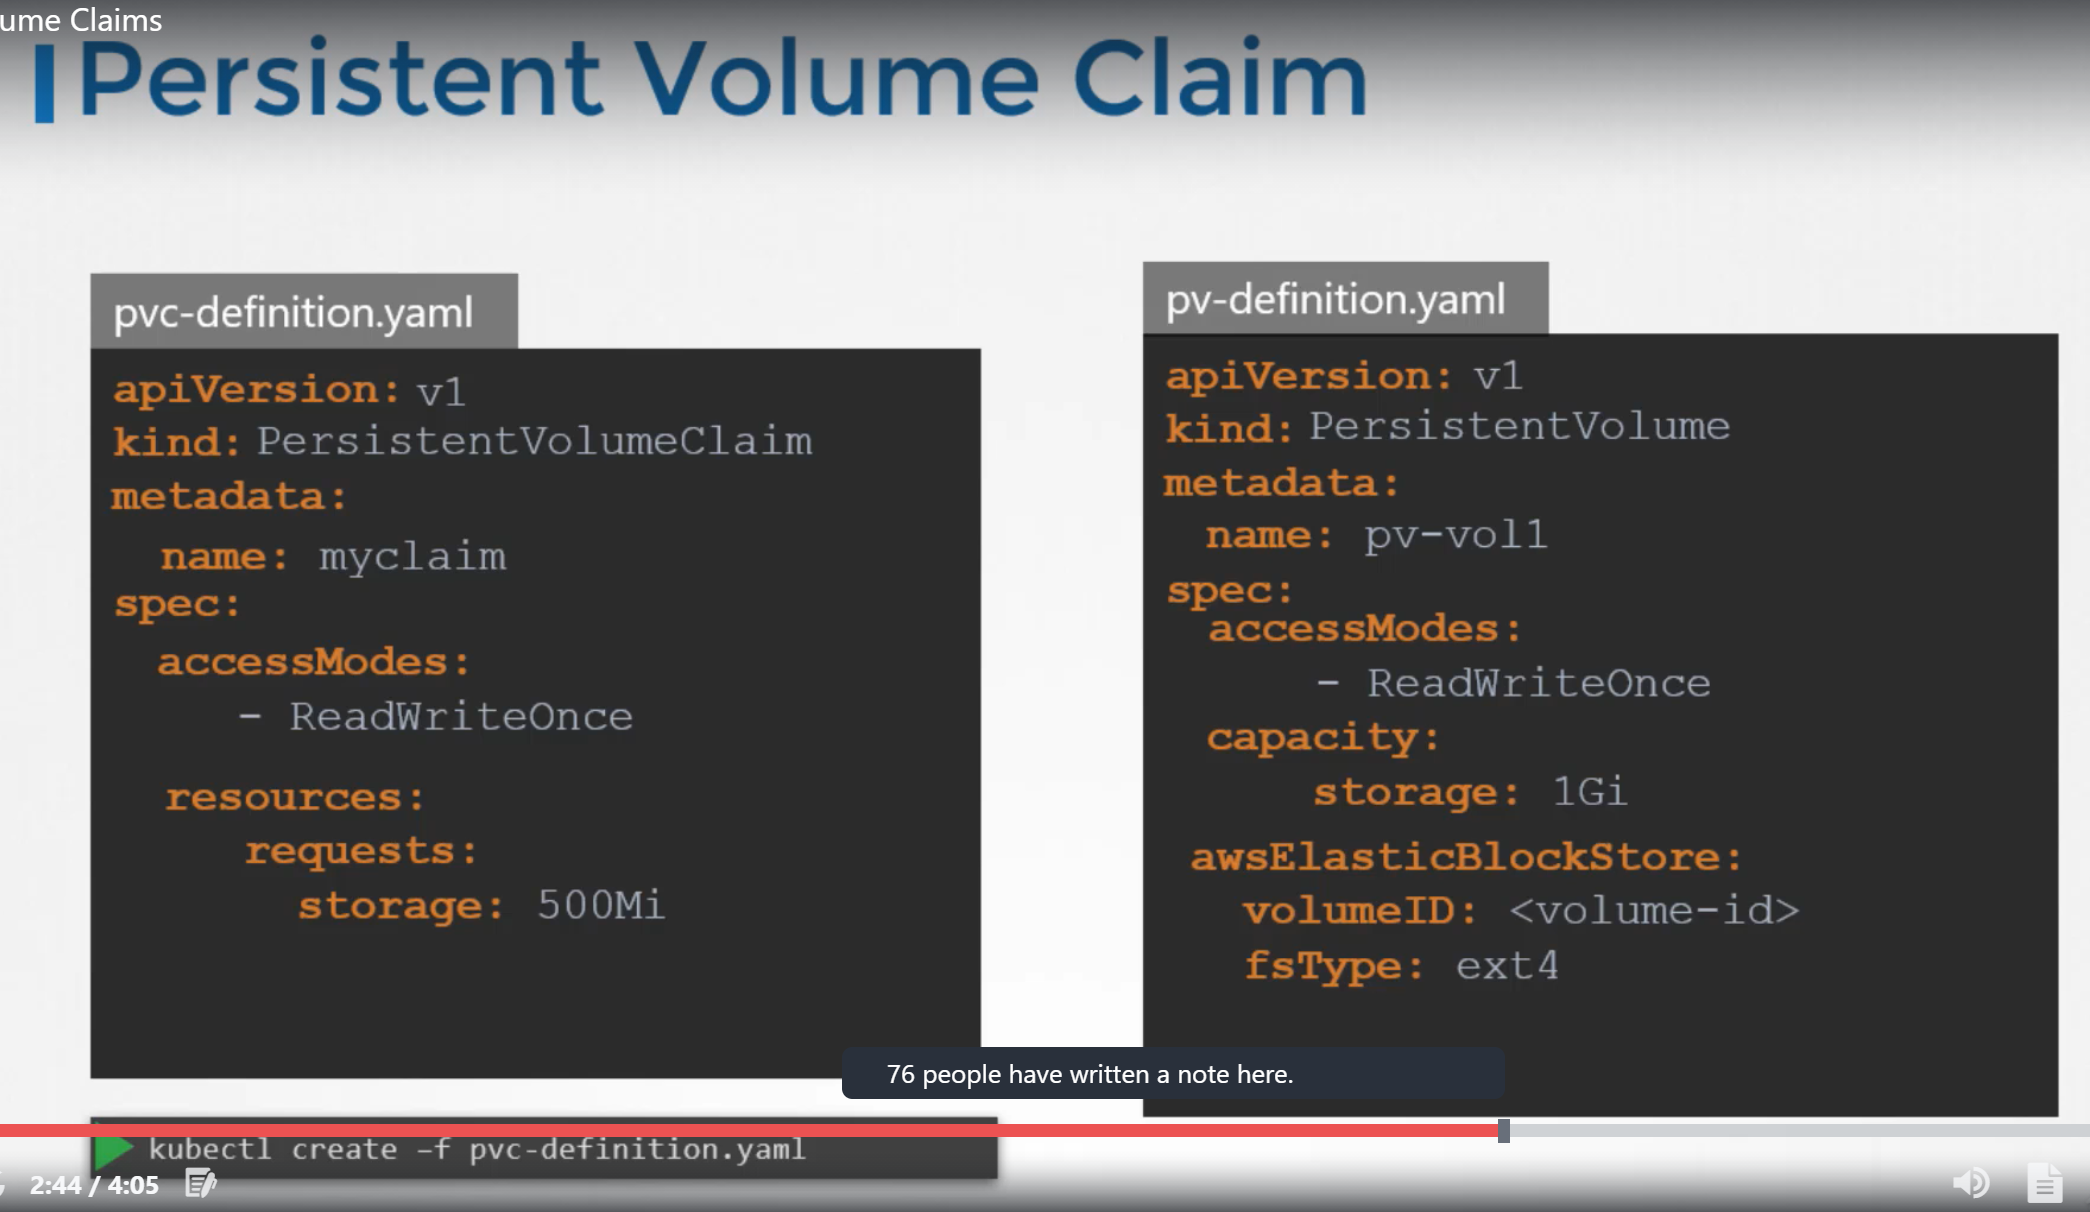 ume Claims
Persistent Volume Claim
pvc-definition.yaml
apiVersion: v1
kind: PersistentVolumeClaim
metadata:
name: myclaim
spec:
accessModes:
- ReadWriteOnce
resources:
requests:
storage: 500Mi
pv-definition.yaml
apiVersion: v1
kind: PersistentVolume
metadata:
name: pv-vol1
spec:
accessModes:
- ReadWriteOnce
capacity:
storage: 1Gi
awsElasticBlockStore:
volumeID: <volume-id>
fsType: ext4
76 people have written a note here.
kubectl create –f pvc-definition.yaml
2:44 / 4:05